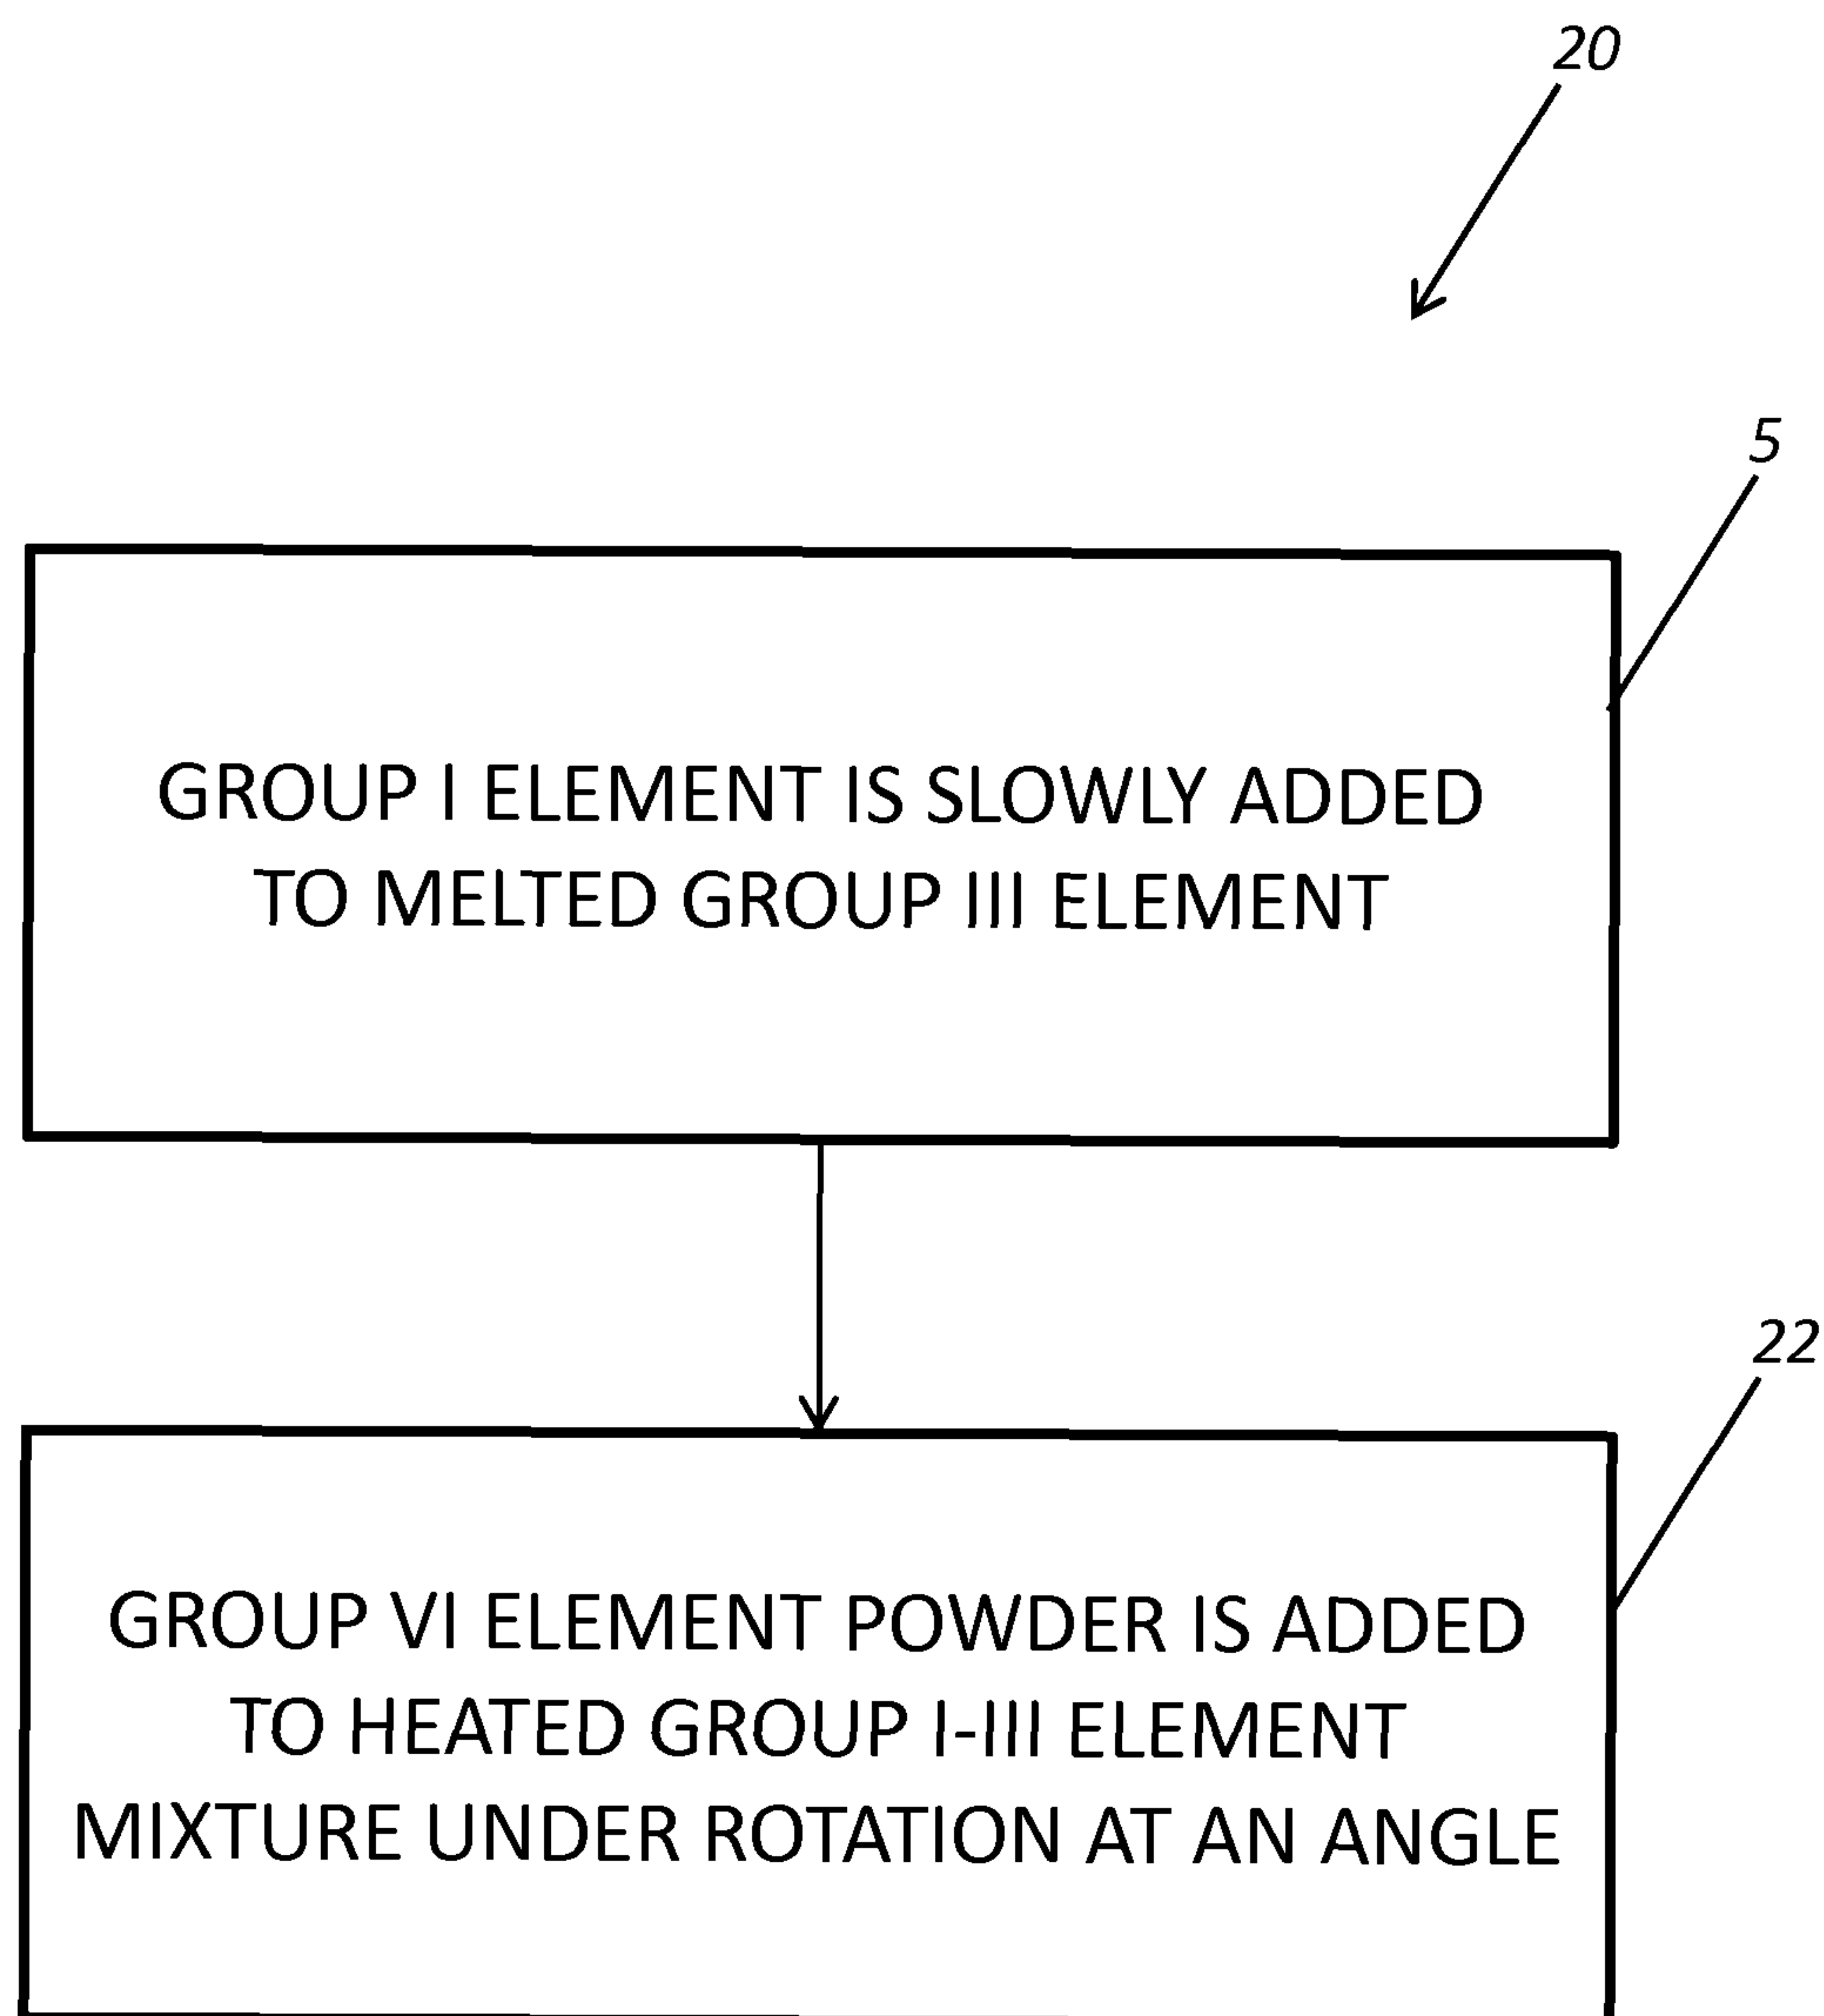 20
5
GROUP I ELEMENT IS SLOWLY ADDED
TO MELTED GROUP III ELEMENT
22
GROUP VI ELEMENT POWDER IS ADDED
TO HEATED GROUP I-III ELEMENT
MIXTURE UNDER ROTATION AT AN ANGLE